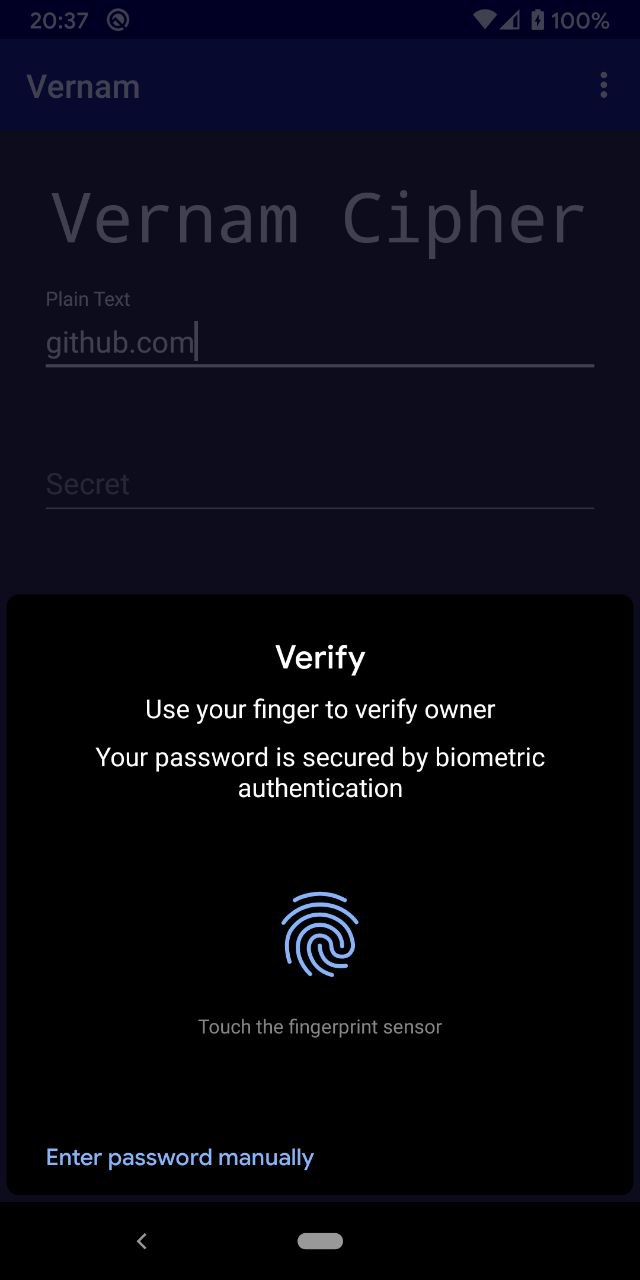 20:37 100%
Vernam
Vernam Cipher
Plain Text
github.com
Secret
Verify
Use your finger to verify owner
Your password is secured by biometric
authentication
Touch the fingerprint sensor
Enter password manually